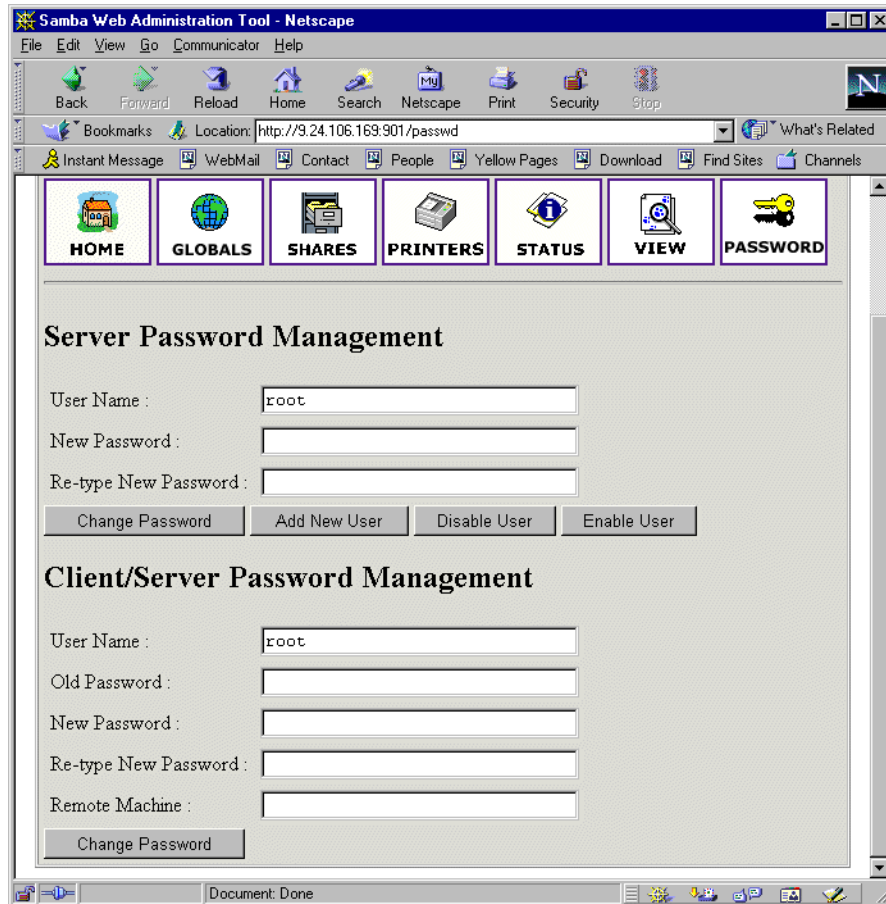 Samba Web Administration Tool - Netscape
File Edit View Go Communicator Help
My
Back Forward Reload Home Search Netscape Print Security Stop
N
Bookmarks Location: http://9.24.106.169:901/passwd What's Related
Instant Message WebMail Contact People Yellow Pages Download Find Sites Channels
HOME GLOBALS SHARES PRINTERS STATUS VIEW PASSWORD
Server Password Management
User Name : root
New Password :
Re-type New Password :
Change Password Add New User Disable User Enable User
Client/Server Password Management
User Name : root
Old Password :
New Password :
Re-type New Password :
Remote Machine :
Change Password
Document: Done